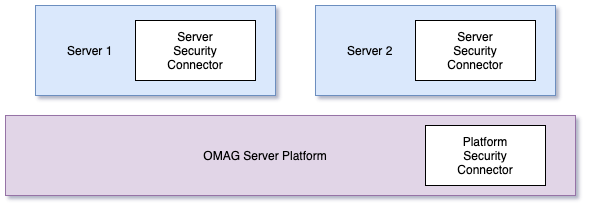 Server 1
Server
Security
Connector
Server 2
Server
Security
Connector
OMAG Server Platform
Platform
Security
Connector